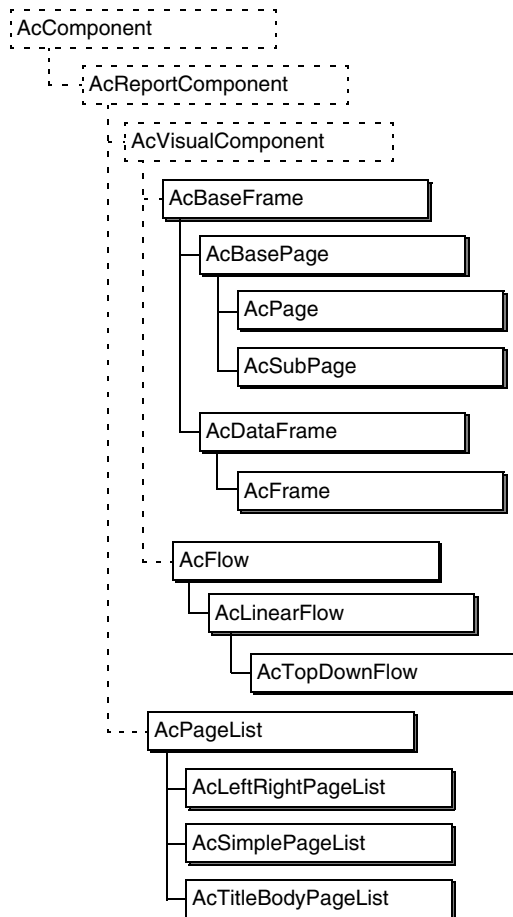 AcComponent
AcReportComponent
AcVisualComponent
AcBaseFrame
AcBasePage
AcPage
AcSubPage
AcDataFrame
AcFrame
AcFlow
AcLinearFlow
AcTopDownFlow
AcPageList
AcLeftRightPageList
AcSimplePageList
AcTitleBodyPageList